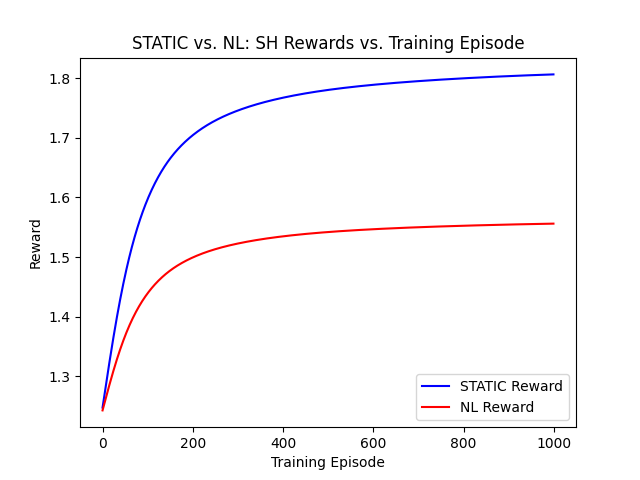 STATIC vs. NL: SH Rewards vs. Training Episode
Reward
1.8
1.7
1.6
1.5
1.4
1.3
STATIC Reward
NL Reward
0 200 400 600 800 1000
Training Episode